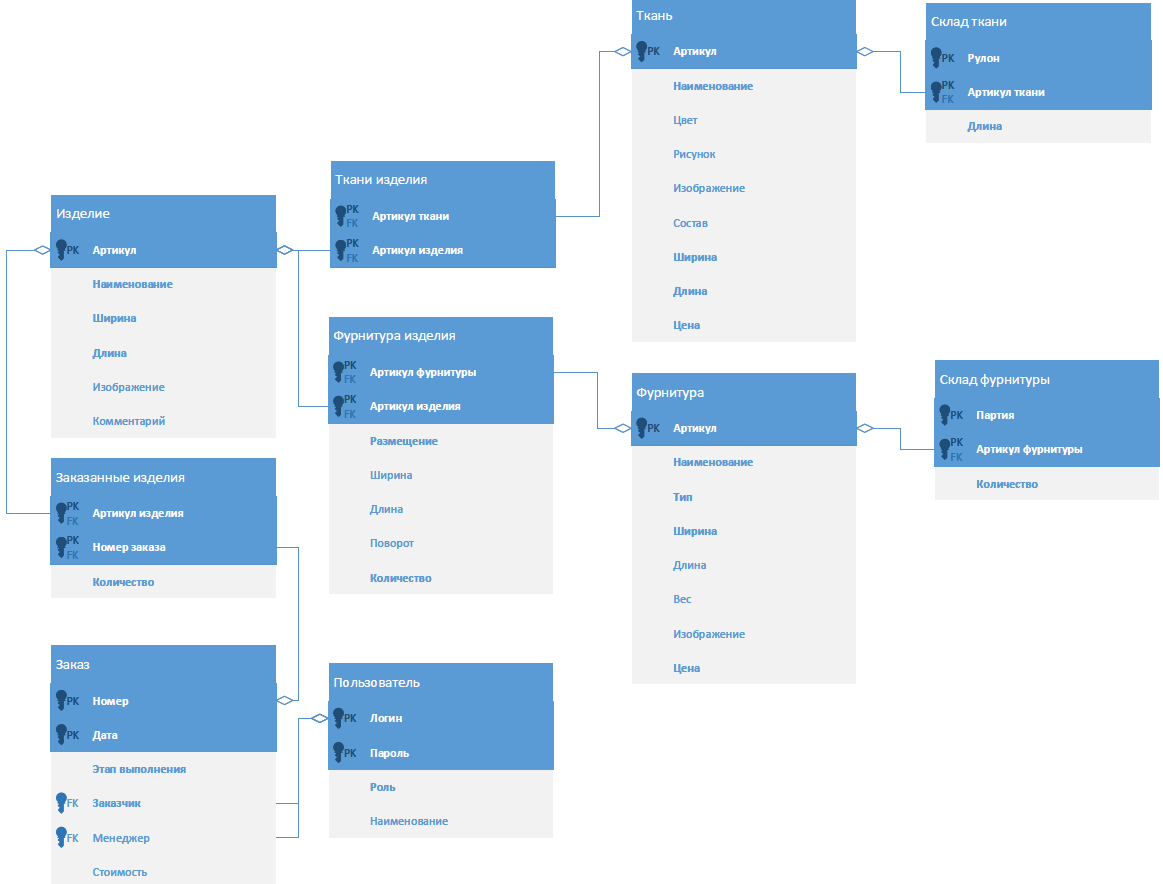 Ткань
PK Артикул
Наименование
Цвет
Рисунок
Изображение
Состав
Ширина
Длина
Цена
Склад ткани
PK Рулон
PK
FK Артикул ткани
Длина
Ткани изделия
PK
FK Артикул ткани
PK
FK Артикул изделия
Изделие
PK Артикул
Наименование
Ширина
Длина
Изображение
Комментарий
Фурнитура изделия
PK
FK Артикул фурнитуры
PK
FK Артикул изделия
Размещение
Ширина
Длина
Поворот
Количество
Фурнитура
PK Артикул
Наименование
Тип
Ширина
Длина
Вес
Изображение
Цена
Склад фурнитуры
PK Партия
PK
FK Артикул фурнитуры
Количество
Заказанные изделия
PK
FK Артикул изделия
PK
FK Номер заказа
Количество
Заказ
PK Номер
PK Дата
Этап выполнения
FK Заказчик
FK Менеджер
Стоимость
Пользователь
PK Логин
PK Пароль
Роль
Наименование